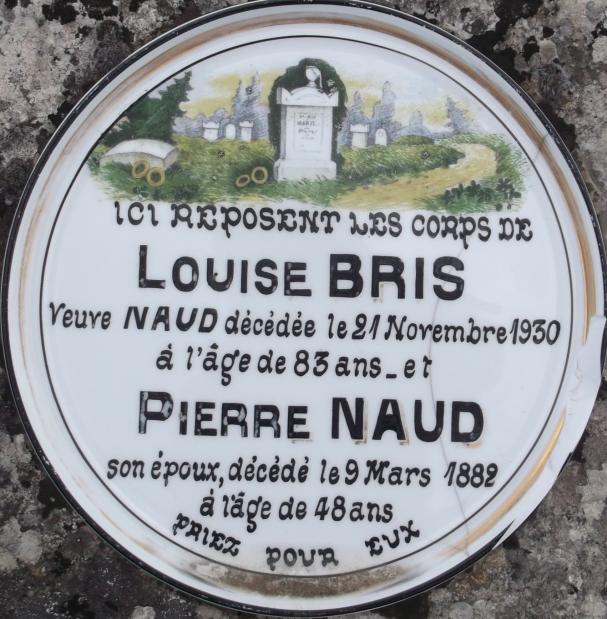 ICI REPOSENT LES CORPS DE
LOUISE BRIS
Veuve NAUD décédée le 21 Novembre 1930
à l'âge de 83 ans_et
PIERRE NAUD
son époux, décédé le 9 Mars 1882
à l'âge de 48 ans
PRIEZ POUR EUX